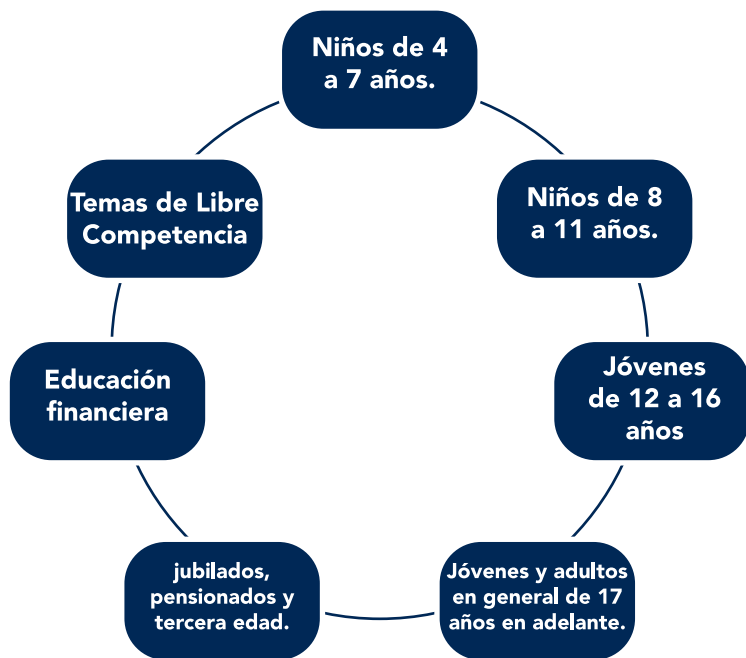 Niños de 4
a 7 años.
Niños de 8
a 11 años.
Jóvenes
de 12 a 16
años
Jóvenes y adultos
en general de 17
años en adelante.
jubilados,
pensionados y
tercera edad.
Educación
financiera
Temas de Libre
Competencia